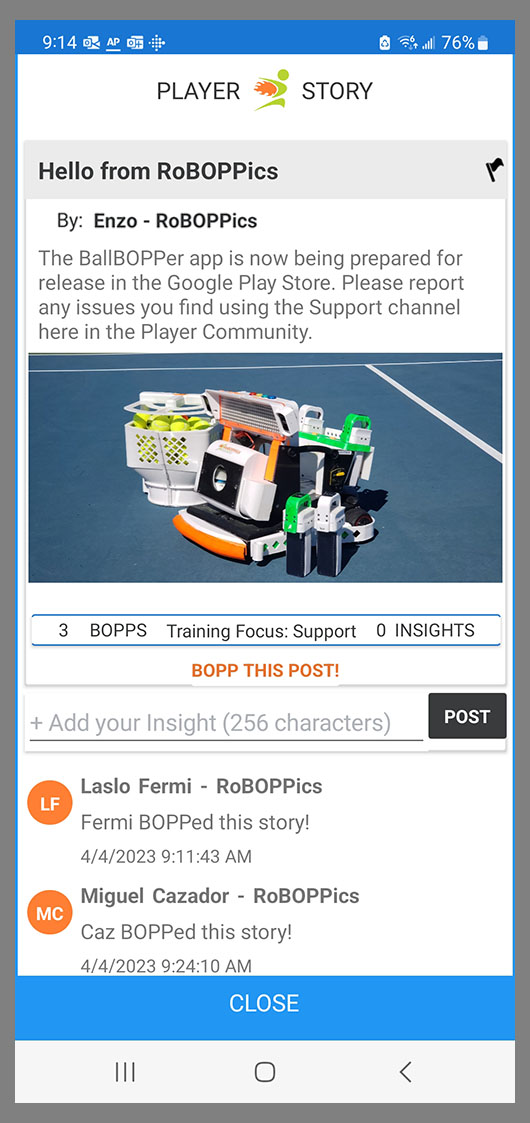 9:14 AP 76%
PLAYER STORY
Hello from RoBOPPics
By: Enzo - RoBOPPics
The BallBOPPer app is now being prepared for
release in the Google Play Store. Please report
any issues you find using the Support channel
here in the Player Community.
3 BOPPS Training Focus: Support 0 INSIGHTS
BOPP THIS POST!
+ Add your Insight (256 characters) POST
LF Laslo Fermi - RoBOPPics
Fermi BOPPed this story!
4/4/2023 9:11:43 AM
MC Miguel Cazador - RoBOPPics
Caz BOPPed this story!
4/4/2023 9:24:10 AM
CLOSE